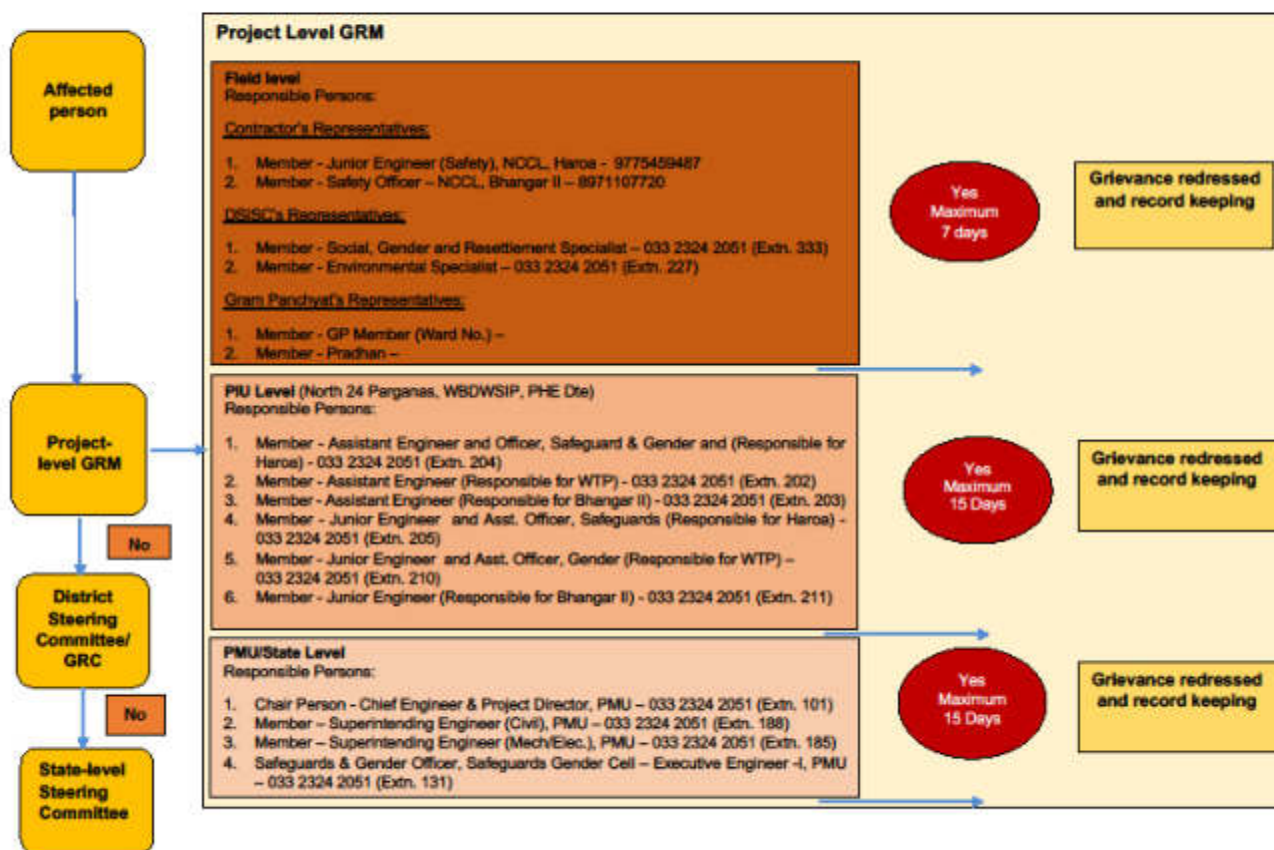 Affected
person
Project-
level GRM
No
District
Steering
Committee/
GRC
No
State-level
Steering
Committee
Project Level GRM
Field level
Responsible Persons:
Contractor's Representatives:
1. Member - Junior Engineer (Safety), NCCL, Haroa - 9775459487
2. Member - Safety Officer – NCCL, Bhangar II – 8971107720
DSISC's Representatives:
1. Member - Social, Gender and Resettlement Specialist – 033 2324 2051 (Extn. 333)
2. Member - Environmental Specialist – 033 2324 2051 (Extn. 227)
Gram Panchyat's Representatives:
1. Member - GP Member (Ward No.) –
2. Member - Pradhan –
Yes
Maximum
7 days
Grievance redressed
and record keeping
PIU Level (North 24 Parganas, WBDWSIP, PHE Dte)
Responsible Persons:
1. Member - Assistant Engineer and Officer, Safeguard & Gender and (Responsible for
Haroa) - 033 2324 2051 (Extn. 204)
2. Member - Assistant Engineer (Responsible for WTP) - 033 2324 2051 (Extn. 202)
3. Member - Assistant Engineer (Responsible for Bhangar II) - 033 2324 2051 (Extn. 203)
4. Member - Junior Engineer and Asst. Officer, Safeguards (Responsible for Haroa) -
033 2324 2051 (Extn. 205)
5. Member - Junior Engineer and Asst. Officer, Gender (Responsible for WTP) –
033 2324 2051 (Extn. 210)
6. Member - Junior Engineer (Responsible for Bhangar II) - 033 2324 2051 (Extn. 211)
Yes
Maximum
15 Days
Grievance redressed
and record keeping
PMU/State Level
Responsible Persons:
1. Chair Person - Chief Engineer & Project Director, PMU – 033 2324 2051 (Extn. 101)
2. Member – Superintending Engineer (Civil), PMU – 033 2324 2051 (Extn. 188)
3. Member – Superintending Engineer (Mech/Elec.), PMU – 033 2324 2051 (Extn. 185)
4. Safeguards & Gender Officer, Safeguards Gender Cell – Executive Engineer -I, PMU
– 033 2324 2051 (Extn. 131)
Yes
Maximum
15 Days
Grievance redressed
and record keeping